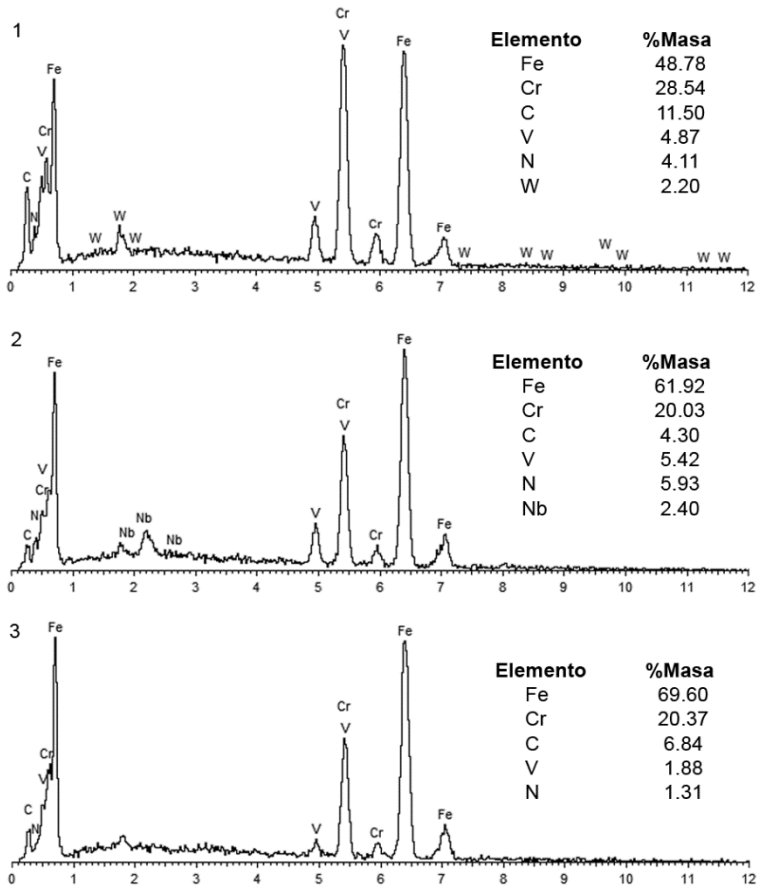 1
Cr
V
Fe
Fe
Cr
V
C
N
W
W
W
V
Cr
Fe
W
W
W
W
W
W
W
0 1 2 3 4 5 6 7 8 9 10 11 12
Elemento %Masa
Fe 48.78
Cr 28.54
C 11.50
V 4.87
N 4.11
W 2.20
2
Fe
Fe
Cr
V
V
Cr
N
C
Nb
Nb
Nb
V
Cr
Fe
0 1 2 3 4 5 6 7 8 9 10 11 12
Elemento %Masa
Fe 61.92
Cr 20.03
C 4.30
V 5.42
N 5.93
Nb 2.40
3
Fe
Fe
Cr
V
Cr
V
C
N
V
Cr
Fe
0 1 2 3 4 5 6 7 8 9 10 11 12
Elemento %Masa
Fe 69.60
Cr 20.37
C 6.84
V 1.88
N 1.31